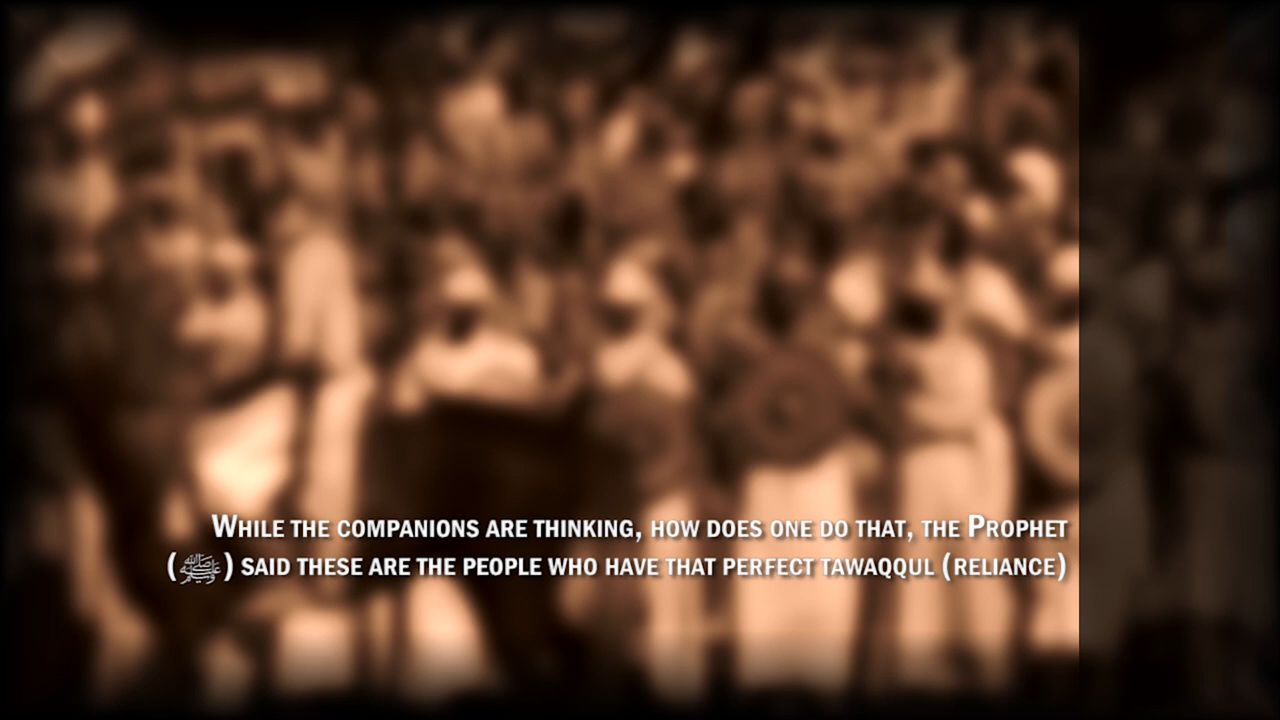 While the companions are thinking, how does one do that, the Prophet
(ﷺ) said these are the people who have that perfect tawaqqul (reliance)